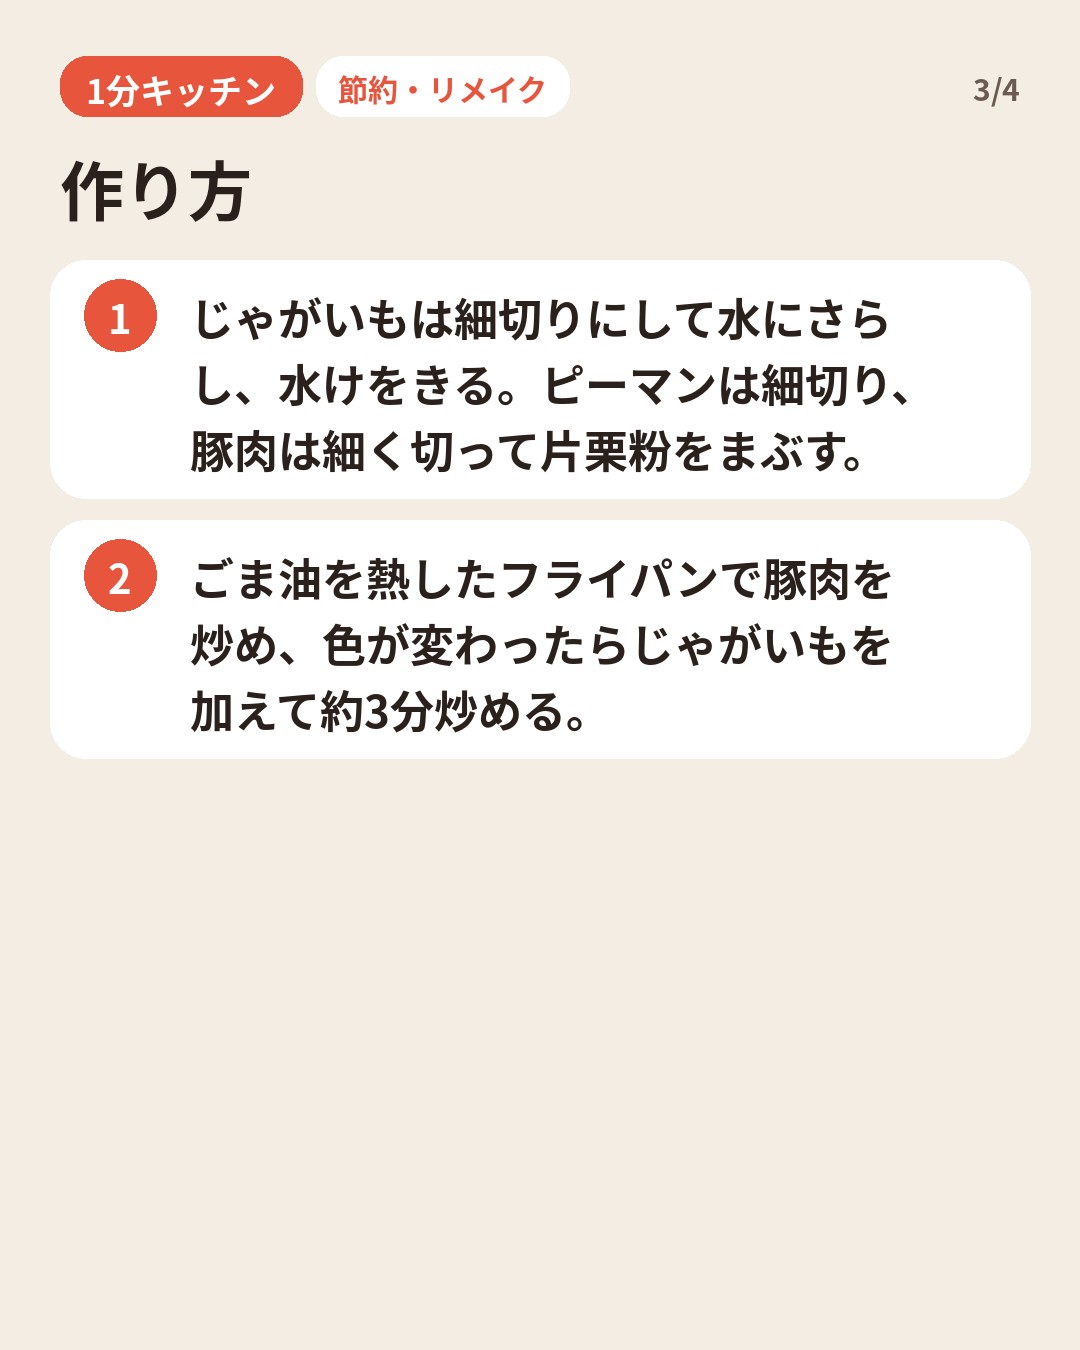 1分キッチン
節約・リメイク
3/4
作り方
1
じゃがいもは細切りにして水にさら
し、水けをきる。ピーマンは細切り、
豚肉は細く切って片栗粉をまぶす。
2
ごま油を熱したフライパンで豚肉を
炒め、色が変わったらじゃがいもを
加えて約3分炒める。